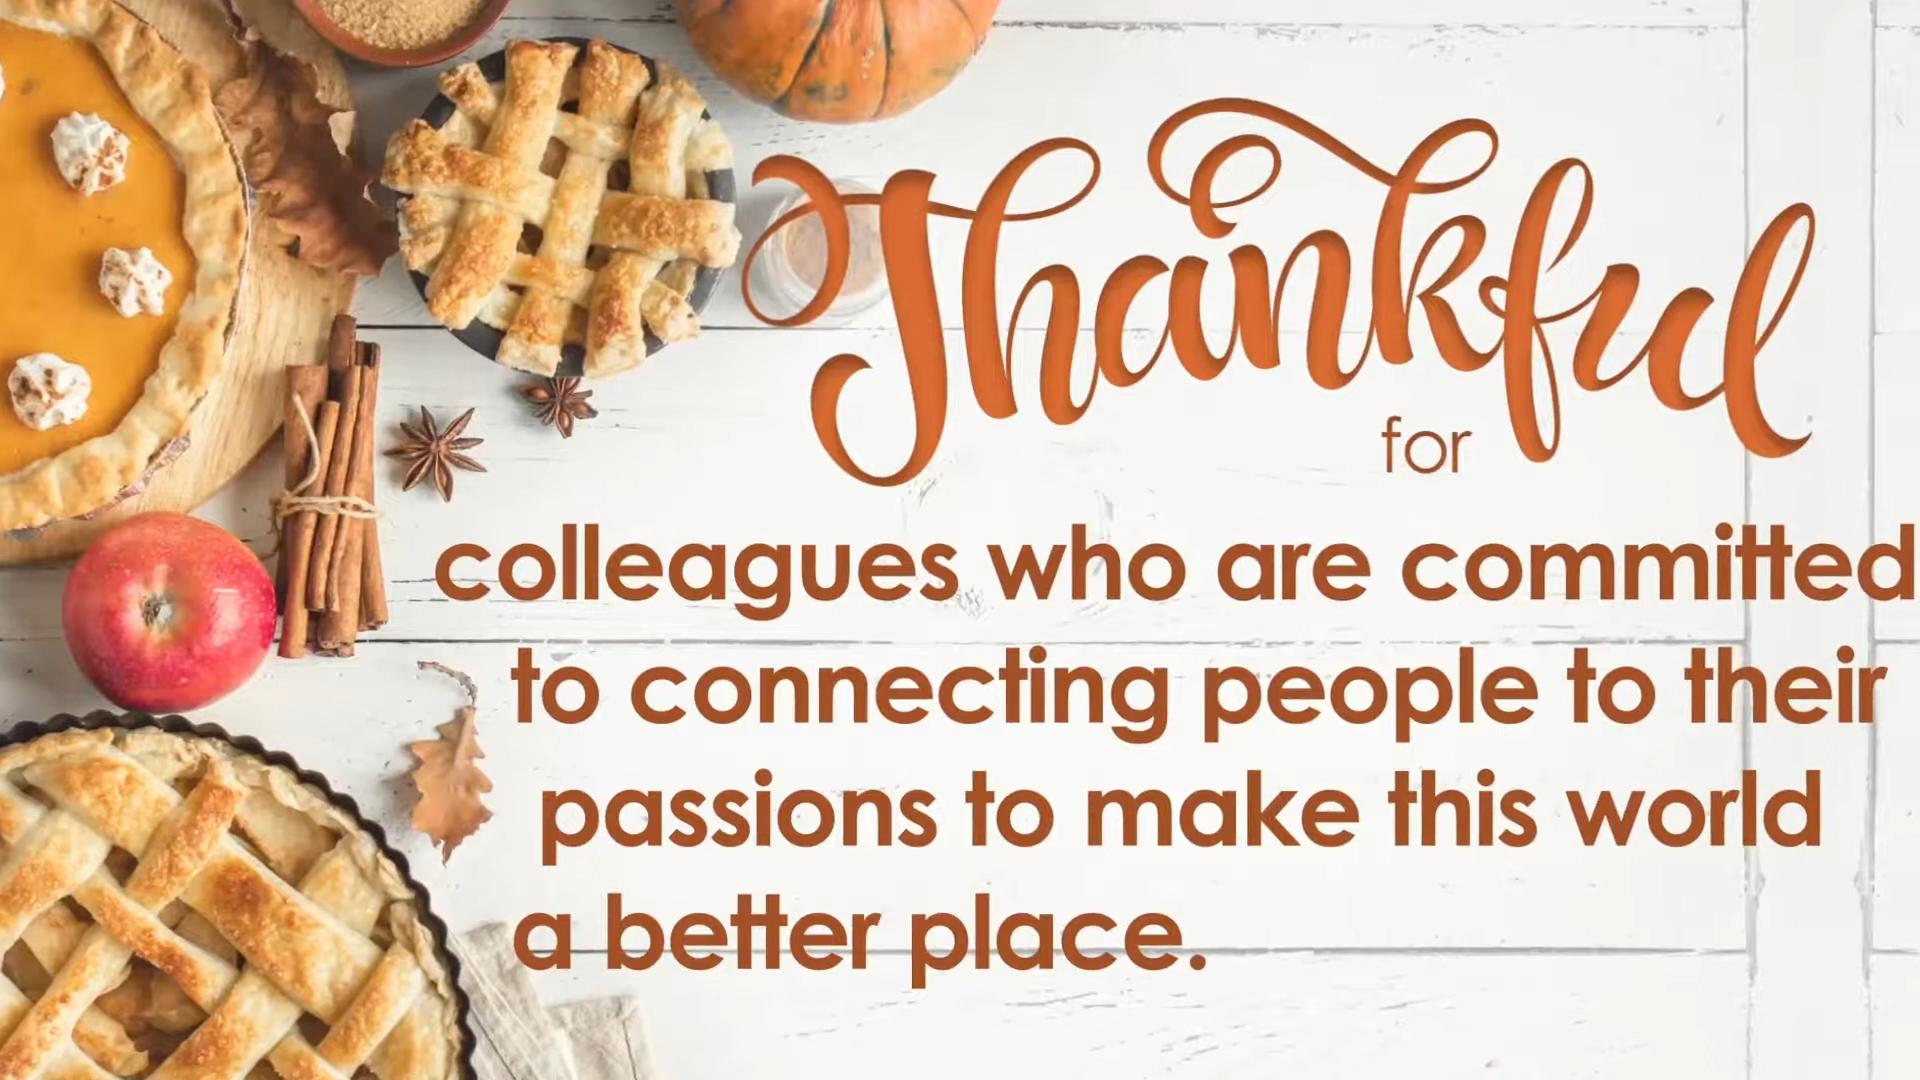 Thankful
for
colleagues who are committed
to connecting people to their
passions to make this world
a better place.